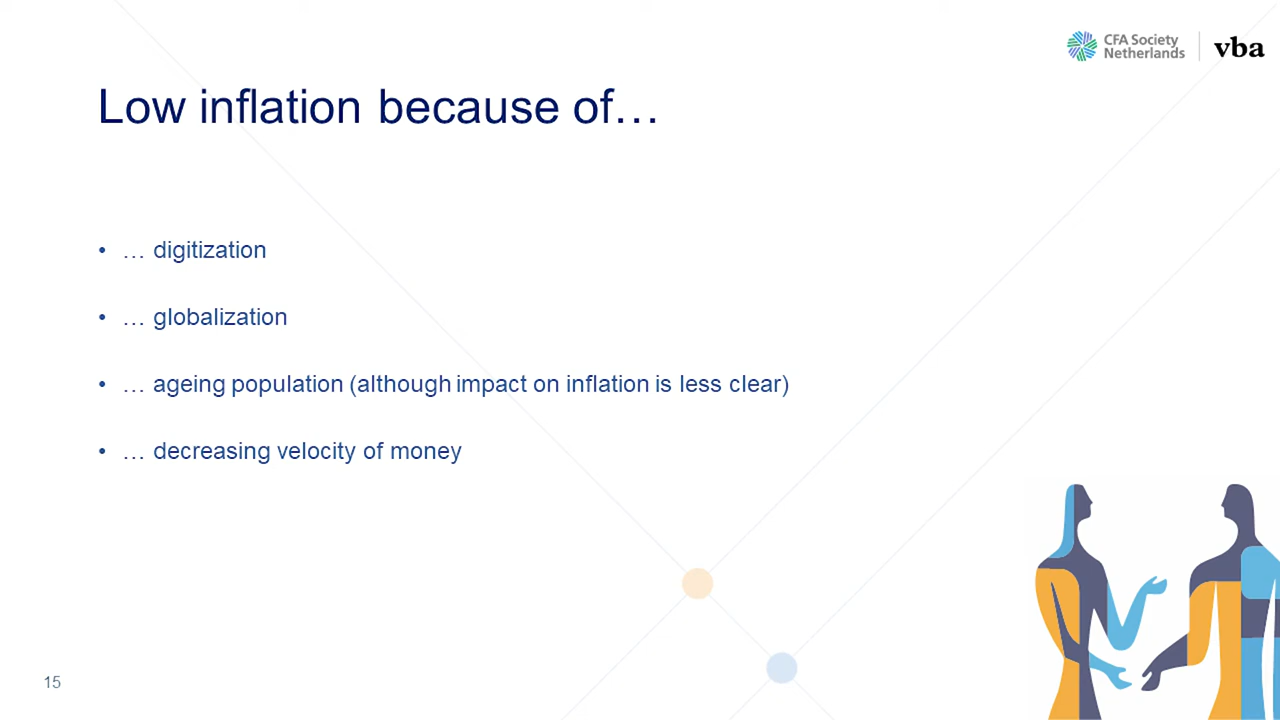 CFA Society
Netherlands
vba
Low inflation because of…
• … digitization
• … globalization
• … ageing population (although impact on inflation is less clear)
• … decreasing velocity of money
15